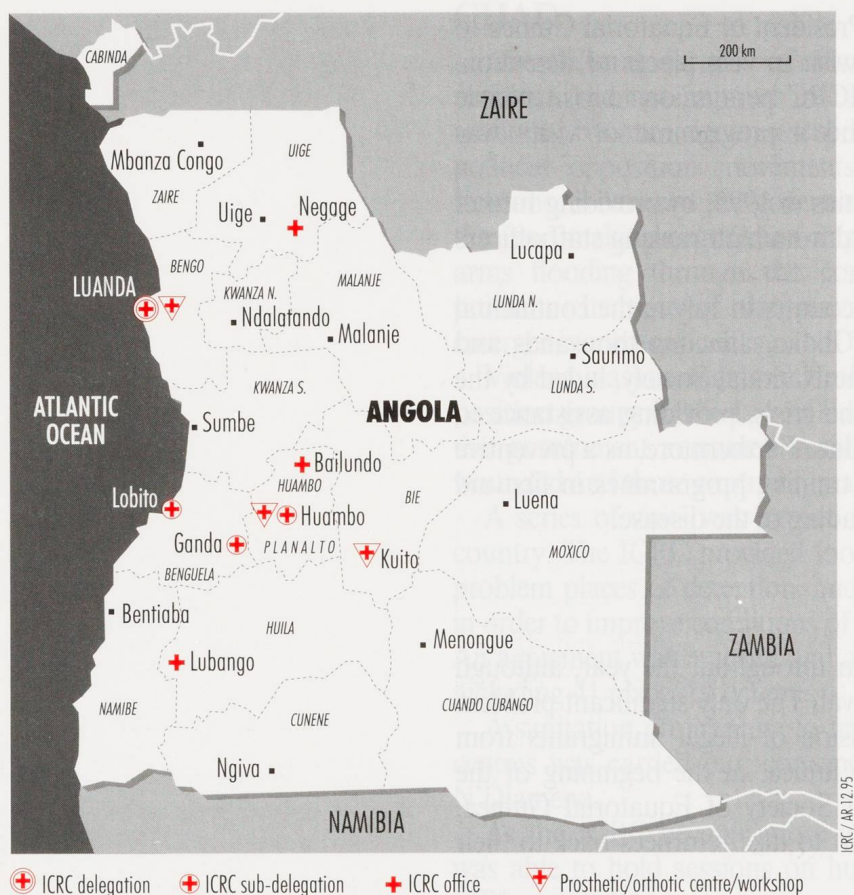 CABINDA
200 km
ZAIRE
Mbanza Congo
UIGE
ZAIRE
Uige
Negage
Lucapa
BENGO
MALANJE
LUANDA
KWANZA N.
LUNDA N.
Ndalatando
Malanje
Saurimo
KWANZA S.
LUNDA S.
ATLANTIC
OCEAN
ANGOLA
Sumbe
Bailundo
HUAMBO
BIE
Lobito
Huambo
Luena
Ganda
PLANALTO
Kuito
MOXICO
BENGUELA
Bentiaba
HUILA
Menongue
ZAMBIA
Lubango
NAMIBE
CUNENE
CUANDO CUBANGO
Ngiva
NAMIBIA
ICRC / AR 12.95
ICRC delegation
ICRC sub-delegation
ICRC office
Prosthetic/orthotic centre/workshop